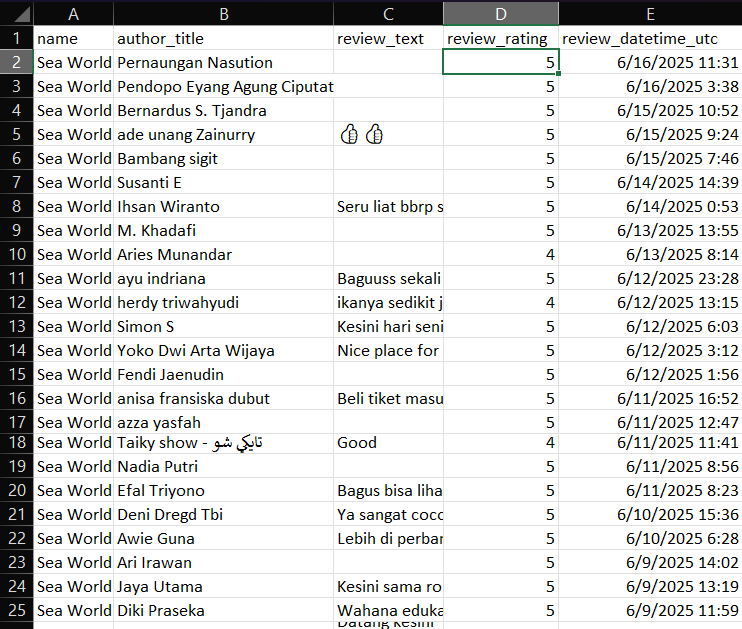 A B C D E
1 name author_title review_text review_rating review_datetime_utc
2 Sea World Pernaungan Nasution 5 6/16/2025 11:31
3 Sea World Pendopo Eyang Agung Ciputat 5 6/16/2025 3:38
4 Sea World Bernardus S. Tjandra 5 6/15/2025 10:52
5 Sea World ade unang Zainurry 👍 👍 5 6/15/2025 9:24
6 Sea World Bambang sigit 5 6/15/2025 7:46
7 Sea World Susanti E 5 6/14/2025 14:39
8 Sea World Ihsan Wiranto Seru liat bbrp s 5 6/14/2025 0:53
9 Sea World M. Khadafi 5 6/13/2025 13:55
10 Sea World Aries Munandar 4 6/13/2025 8:14
11 Sea World ayu indriana Baguuss sekali 5 6/12/2025 23:28
12 Sea World herdy triwahyudi ikanya sedikit j 4 6/12/2025 13:15
13 Sea World Simon S Kesini hari seni 5 6/12/2025 6:03
14 Sea World Yoko Dwi Arta Wijaya Nice place for 5 6/12/2025 3:12
15 Sea World Fendi Jaenudin 5 6/12/2025 1:56
16 Sea World anisa fransiska dubut Beli tiket masu 5 6/11/2025 16:52
17 Sea World azza yasfah 5 6/11/2025 12:47
18 Sea World Taiky show - تايكي شو Good 4 6/11/2025 11:41
19 Sea World Nadia Putri 5 6/11/2025 8:56
20 Sea World Efal Triyono Bagus bisa liha 5 6/11/2025 8:23
21 Sea World Deni Dregd Tbi Ya sangat coco 5 6/10/2025 15:36
22 Sea World Awie Guna Lebih di perbar 5 6/10/2025 6:28
23 Sea World Ari Irawan 5 6/9/2025 14:02
24 Sea World Jaya Utama Kesini sama ro 5 6/9/2025 13:19
25 Sea World Diki Praseka Wahana eduka 5 6/9/2025 11:59
Datang kesini